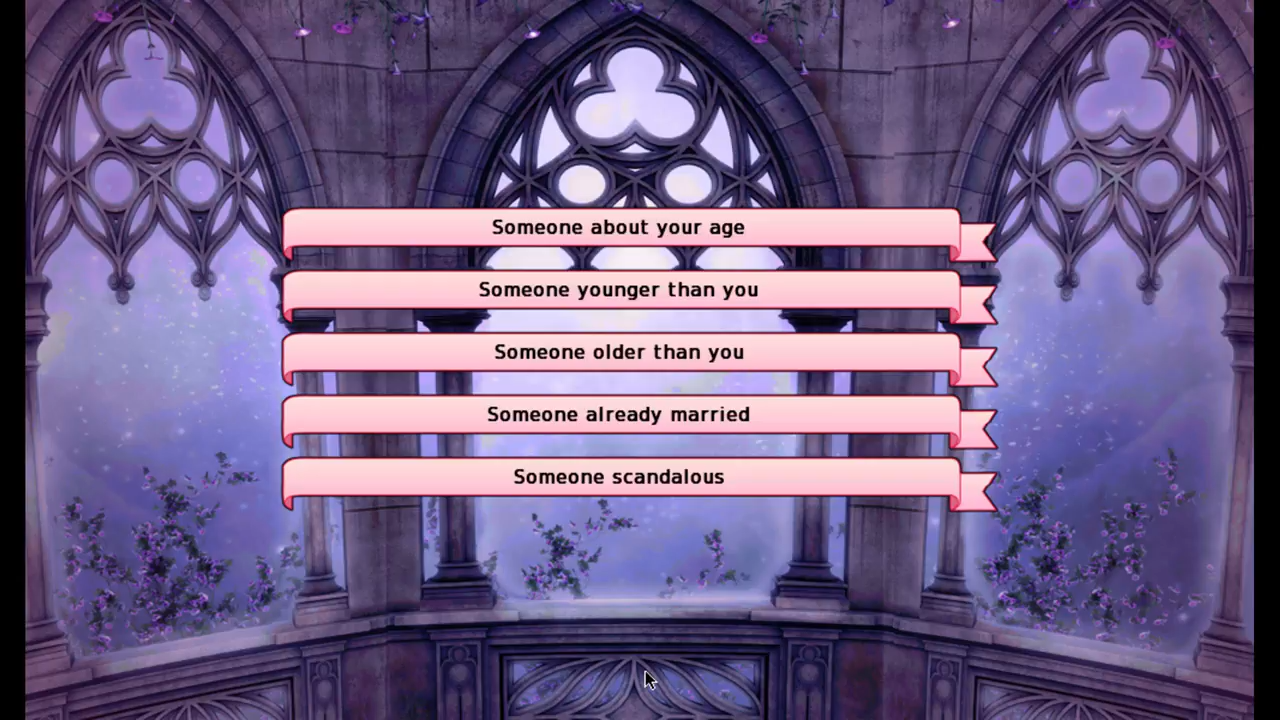 Someone about your age
Someone younger than you
Someone older than you
Someone already married
Someone scandalous